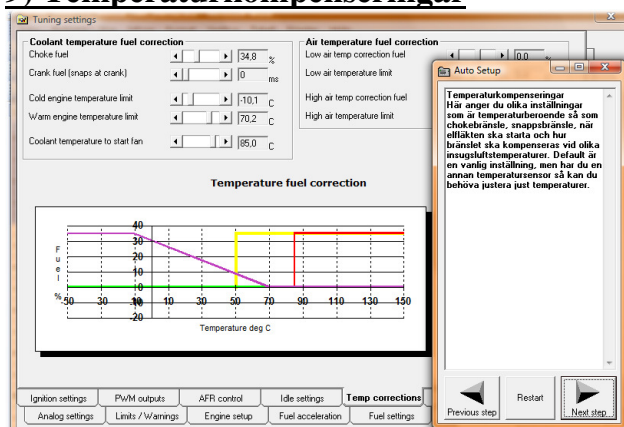 9) Temperaturkompenseringar
Tuning settings
Coolant temperature fuel correction
Choke fuel 34,8 %
Crank fuel (snaps at crank) 0 ms
Cold engine temperature limit -10,1 C
Warm engine temperature limit 70,2 C
Coolant temperature to start fan 85,0 C
Air temperature fuel correction
Low air temp correction fuel 0,0
Low air temperature limit
High air temp correction fuel
High air temperature limit
Auto Setup
Temperaturkompenseringar
Här anger du olika inställningar
som är temperaturberoende så som
chokebränsle, snappsbränsle, när
elfläkten ska starta och hur
bränslet ska kompenseras vid olika
insugsluftstemperaturer. Default är
en vanlig inställning, men har du en
annan temperatursensor så kan du
behöva justera just temperaturer.
Previous step
Restart
Next step
Temperature fuel correction
Fuel %
40
30
20
10
-10
-20
-50 30 10 30 50 70 90 110 130 150
Temperature deg C
Ignition settings PWM outputs AFR control Idle settings Temp corrections
Analog settings Limits / Warnings Engine setup Fuel acceleration Fuel settings